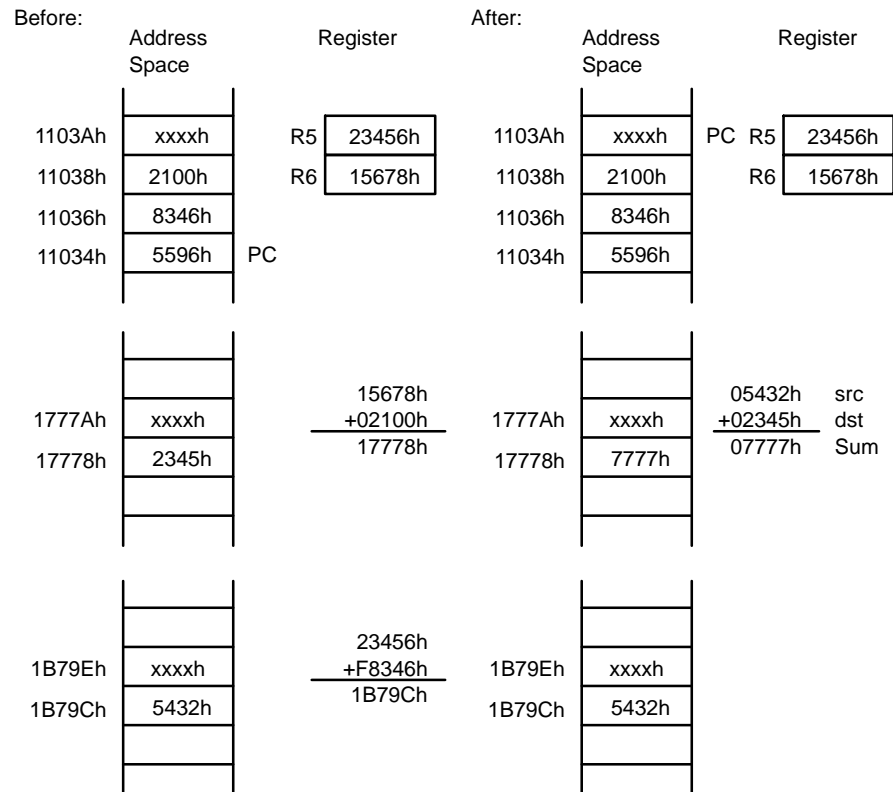 Before: After:
Address Register Address Register
Space Space
1103Ah xxxxh R5 23456h 1103Ah xxxxh PC R5 23456h
11038h 2100h R6 15678h 11038h 2100h R6 15678h
11036h 8346h 11036h 8346h
11034h 5596h PC 11034h 5596h
15678h 05432h src
1777Ah xxxxh +02100h 1777Ah xxxxh +02345h dst
17778h 2345h 17778h 17778h 7777h 07777h Sum
23456h
1B79Eh xxxxh +F8346h 1B79Eh xxxxh
1B79Ch 5432h 1B79Ch 1B79Ch 5432h